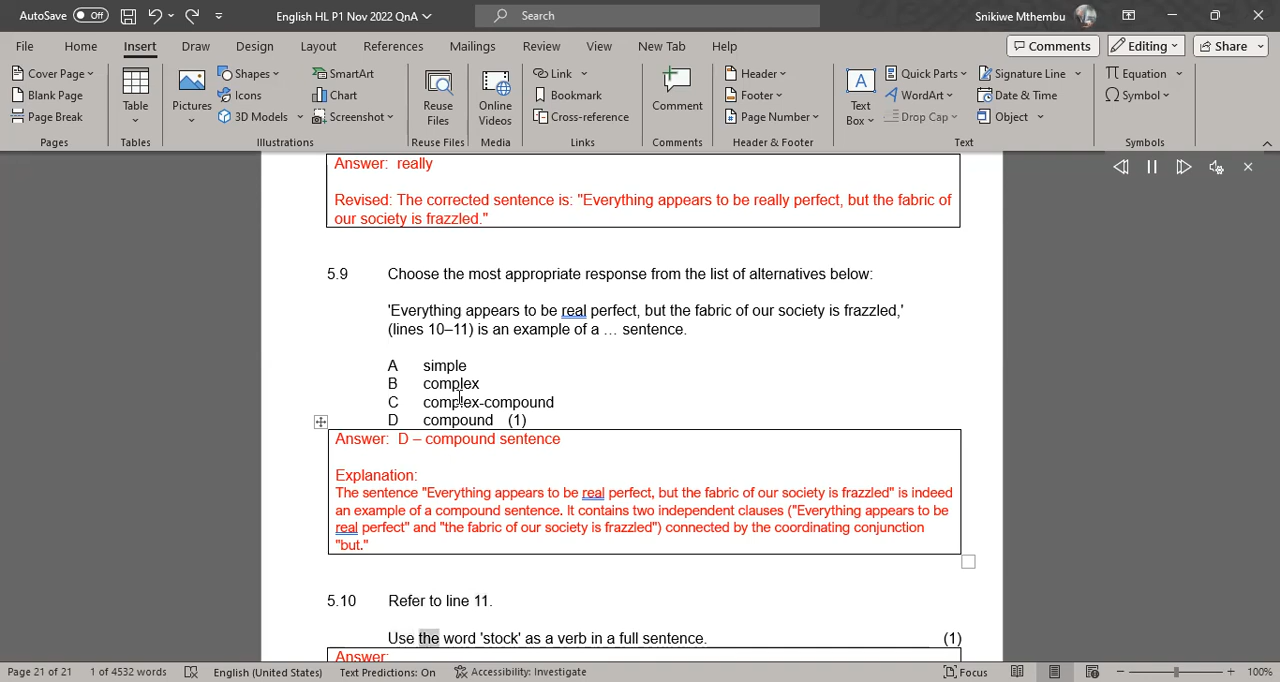 AutoSave Off English HL P1 Nov 2022 QnA Search Snikiwe Mthembu
File Home Insert Draw Design Layout References Mailings Review View New Tab Help Comments Editing Share
Cover Page
Blank Page
Page Break
Pages
Table
Tables
Pictures
Shapes
Icons
3D Models
SmartArt
Chart
Screenshot
Illustrations
Reuse
Files
Reuse Files
Online
Videos
Media
Link
Bookmark
Cross-reference
Links
Comment
Comments
Header
Footer
Page Number
Header & Footer
A
Text
Box
Quick Parts
WordArt
Drop Cap
Signature Line
Date & Time
Object
Text
Equation
Symbol
Symbols
Answer: really
Revised: The corrected sentence is: "Everything appears to be really perfect, but the fabric of
our society is frazzled."
5.9 Choose the most appropriate response from the list of alternatives below:
'Everything appears to be real perfect, but the fabric of our society is frazzled,'
(lines 10–11) is an example of a … sentence.
A simple
B complex
C complex-compound
D compound (1)
Answer: D – compound sentence
Explanation:
The sentence "Everything appears to be real perfect, but the fabric of our society is frazzled" is indeed
an example of a compound sentence. It contains two independent clauses ("Everything appears to be
real perfect" and "the fabric of our society is frazzled") connected by the coordinating conjunction
"but."
5.10 Refer to line 11.
Use the word 'stock' as a verb in a full sentence. (1)
Answer:
Page 21 of 21 1 of 4532 words English (United States) Text Predictions: On Accessibility: Investigate Focus 100%